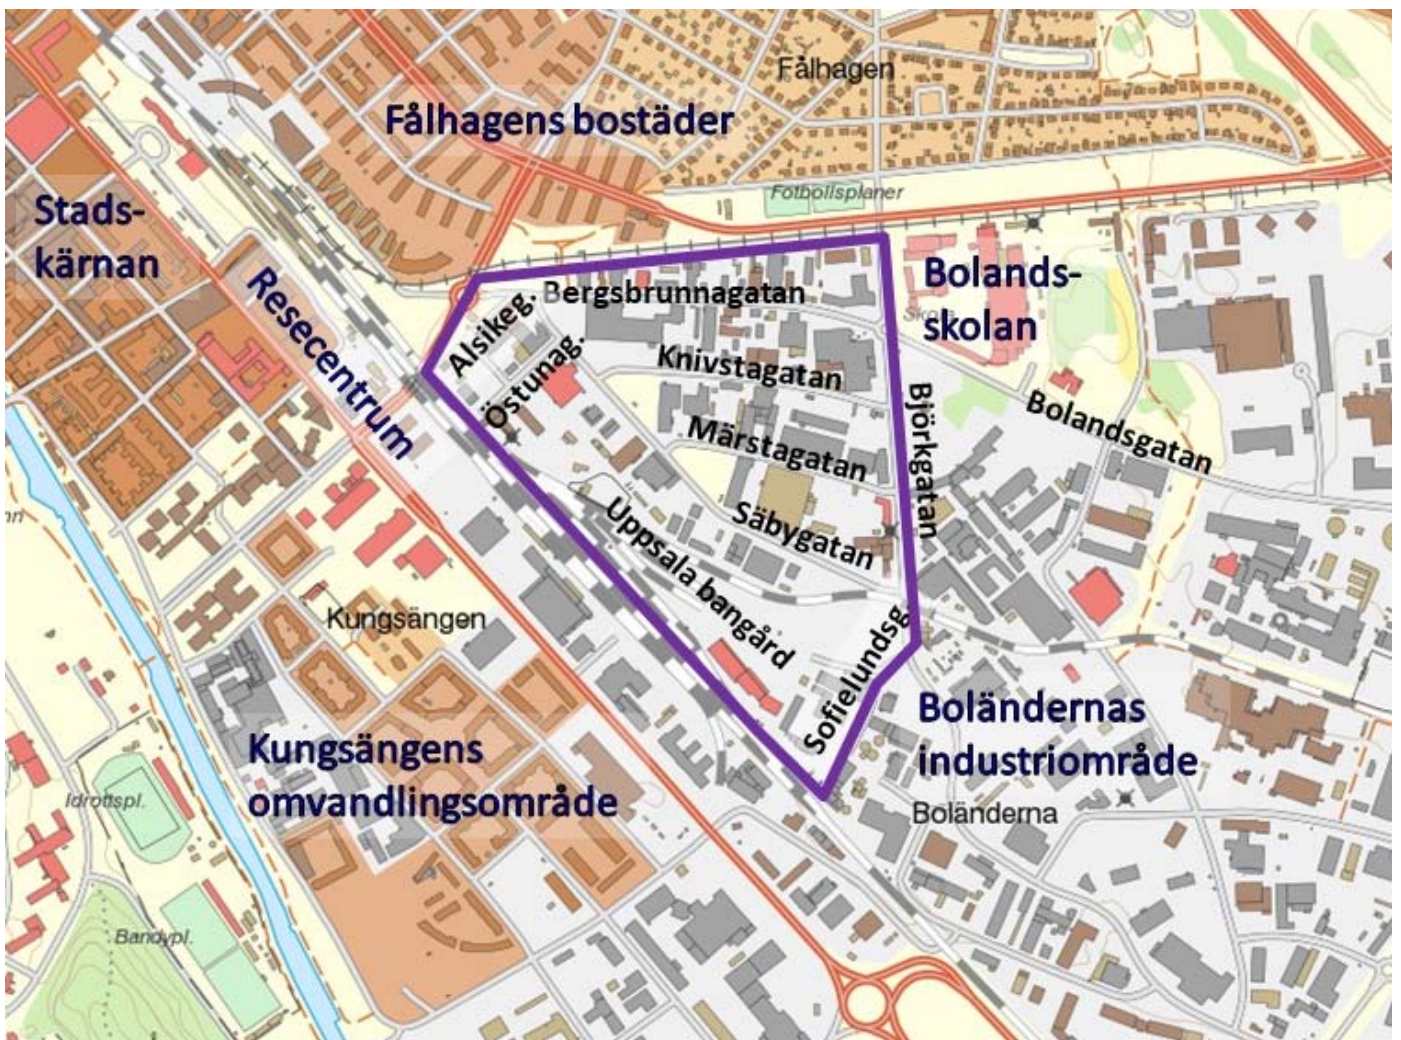 Fålhagen
Fålhagens bostäder
Fotbollsplaner
Stads-
kärnan
Resecentrum
Bolands-
skolan
Skola
Alsikeg.
Bergsbrunnagatan
Östunag.
Knivstagatan
Björkgatan
Bolandsgatan
Märstagatan
Säbygatan
Uppsala bangård
Sofielundsg.
Kungsängen
Kungsängens
omvandlingsområde
Boländernas
industriområde
Boländerna
Idrottspl.
Bandypl.